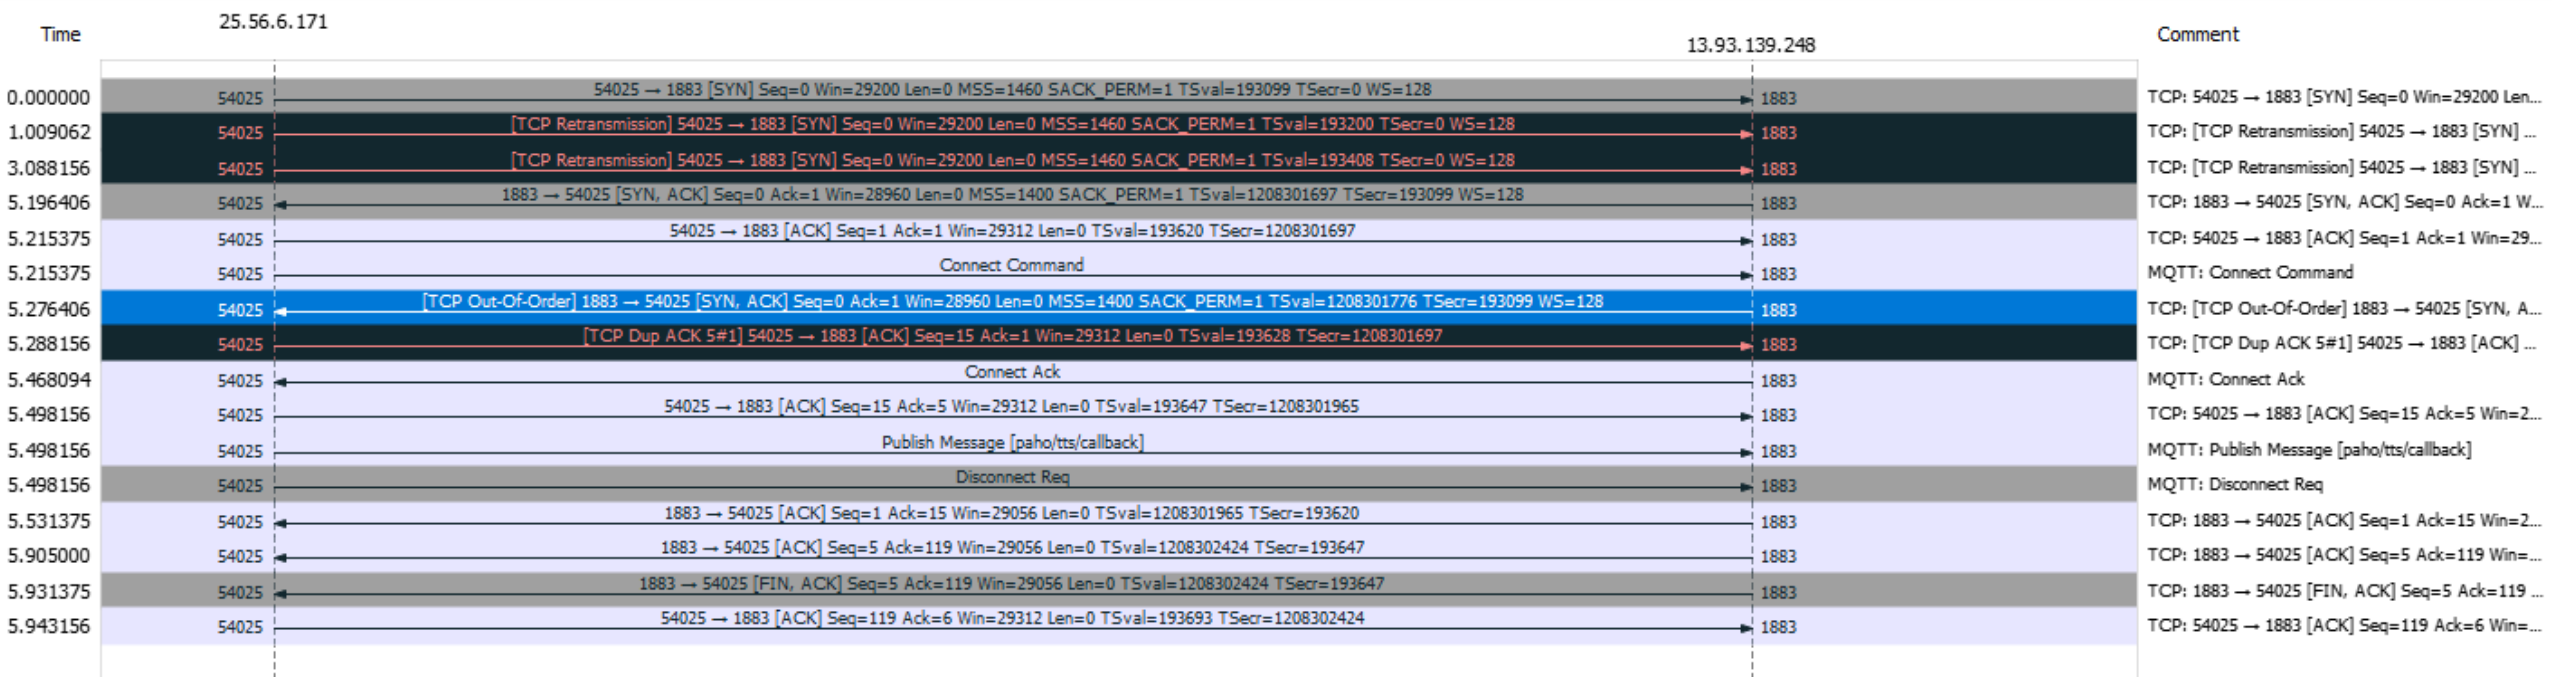 25.56.6.171
Time 13.93.139.248 Comment
0.000000 54025 54025 → 1883 [SYN] Seq=0 Win=29200 Len=0 MSS=1460 SACK_PERM=1 TSval=193099 TSecr=0 WS=128 1883 TCP: 54025 → 1883 [SYN] Seq=0 Win=29200 Len...
1.009062 54025 [TCP Retransmission] 54025 → 1883 [SYN] Seq=0 Win=29200 Len=0 MSS=1460 SACK_PERM=1 TSval=193200 TSecr=0 WS=128 1883 TCP: [TCP Retransmission] 54025 → 1883 [SYN] ...
3.088156 54025 [TCP Retransmission] 54025 → 1883 [SYN] Seq=0 Win=29200 Len=0 MSS=1460 SACK_PERM=1 TSval=193408 TSecr=0 WS=128 1883 TCP: [TCP Retransmission] 54025 → 1883 [SYN] ...
5.196406 54025 1883 → 54025 [SYN, ACK] Seq=0 Ack=1 Win=28960 Len=0 MSS=1400 SACK_PERM=1 TSval=1208301697 TSecr=193099 WS=128 1883 TCP: 1883 → 54025 [SYN, ACK] Seq=0 Ack=1 W...
5.215375 54025 54025 → 1883 [ACK] Seq=1 Ack=1 Win=29312 Len=0 TSval=193620 TSecr=1208301697 1883 TCP: 54025 → 1883 [ACK] Seq=1 Ack=1 Win=29...
5.215375 54025 Connect Command 1883 MQTT: Connect Command
5.276406 54025 [TCP Out-Of-Order] 1883 → 54025 [SYN, ACK] Seq=0 Ack=1 Win=28960 Len=0 MSS=1400 SACK_PERM=1 TSval=1208301776 TSecr=193099 WS=128 1883 TCP: [TCP Out-Of-Order] 1883 → 54025 [SYN, A...
5.288156 54025 [TCP Dup ACK 5#1] 54025 → 1883 [ACK] Seq=15 Ack=1 Win=29312 Len=0 TSval=193628 TSecr=1208301697 1883 TCP: [TCP Dup ACK 5#1] 54025 → 1883 [ACK] ...
5.468094 54025 Connect Ack 1883 MQTT: Connect Ack
5.498156 54025 54025 → 1883 [ACK] Seq=15 Ack=5 Win=29312 Len=0 TSval=193647 TSecr=1208301965 1883 TCP: 54025 → 1883 [ACK] Seq=15 Ack=5 Win=2...
5.498156 54025 Publish Message [paho/tts/callback] 1883 MQTT: Publish Message [paho/tts/callback]
5.498156 54025 Disconnect Req 1883 MQTT: Disconnect Req
5.531375 54025 1883 → 54025 [ACK] Seq=1 Ack=15 Win=29056 Len=0 TSval=1208301965 TSecr=193620 1883 TCP: 1883 → 54025 [ACK] Seq=1 Ack=15 Win=2...
5.905000 54025 1883 → 54025 [ACK] Seq=5 Ack=119 Win=29056 Len=0 TSval=1208302424 TSecr=193647 1883 TCP: 1883 → 54025 [ACK] Seq=5 Ack=119 Win=...
5.931375 54025 1883 → 54025 [FIN, ACK] Seq=5 Ack=119 Win=29056 Len=0 TSval=1208302424 TSecr=193647 1883 TCP: 1883 → 54025 [FIN, ACK] Seq=5 Ack=119 ...
5.943156 54025 54025 → 1883 [ACK] Seq=119 Ack=6 Win=29312 Len=0 TSval=193693 TSecr=1208302424 1883 TCP: 54025 → 1883 [ACK] Seq=119 Ack=6 Win=...